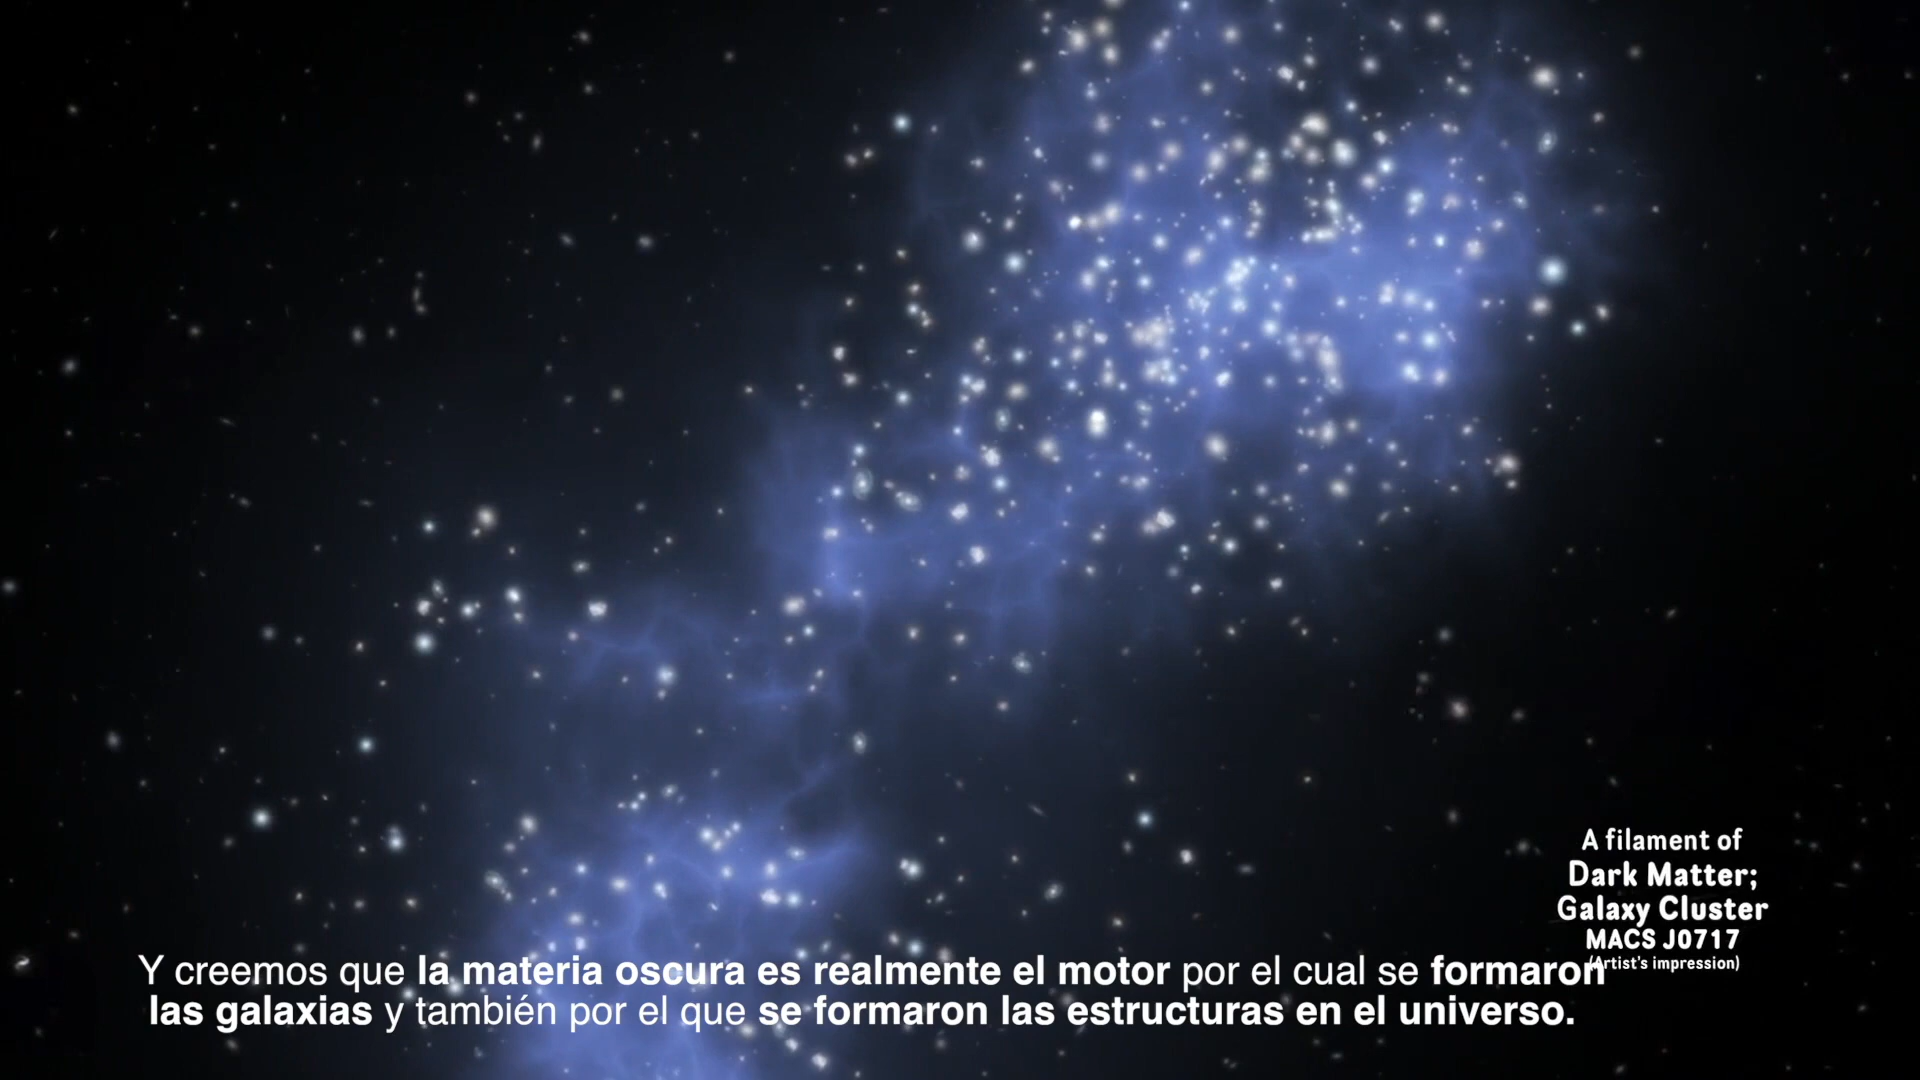 A filament of
Dark Matter;
Galaxy Cluster
MACS J0717
(Artist's impression)
Y creemos que la materia oscura es realmente el motor por el cual se formaron
las galaxias y también por el que se formaron las estructuras en el universo.